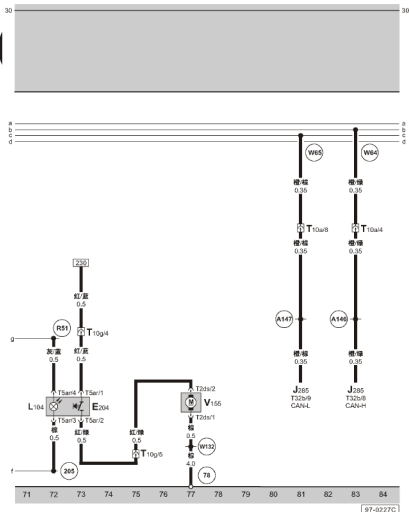 30 30
a a
b b
c c
d d
W65 W64
橙/棕 橙/绿
0.35 0.35
T10a/8 T10a/4
橙/棕 橙/绿
0.35 0.35
230
红/蓝
0.5
R51 T10g/4
A147 A146
g
灰/蓝 红/蓝
0.5 0.5
橙/棕 橙/绿
0.35 0.35
J285 J285
T32b/9 T32b/8
CAN-L CAN-H
T2ds/2
T5ar/4 T5ar/1
L104 E204
M V155
T5ar/3 T5ar/2
T2ds/1
棕 红/绿 红/绿 棕
0.5 0.5 0.5 0.5
W132
T10g/5
棕
4.0
f 205 78
71 72 73 74 75 76 77 78 79 80 81 82 83 84
97-0227C